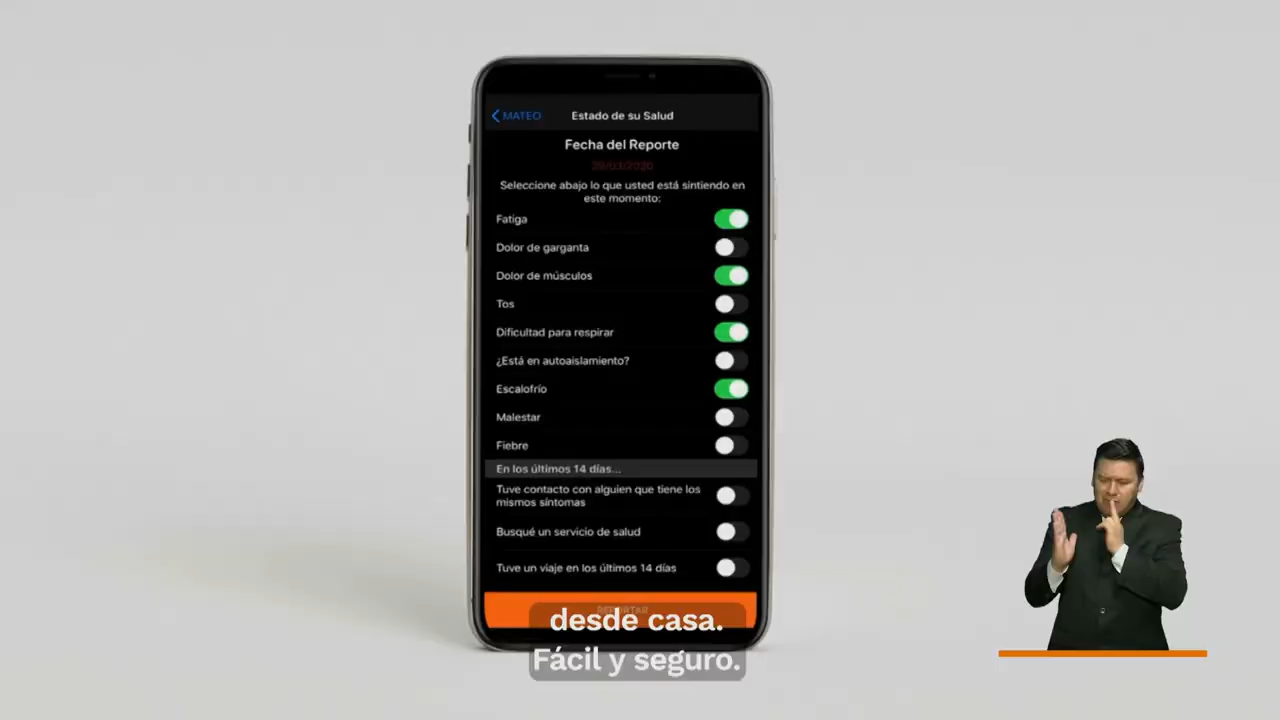 MATEO
Estado de su Salud
Fecha del Reporte
Seleccione abajo lo que usted está sintiendo en
este momento:
Fatiga
Dolor de garganta
Dolor de músculos
Tos
Dificultad para respirar
¿Está en autoaislamiento?
Escalofrío
Malestar
Fiebre
En los últimos 14 días...
Tuve contacto con alguien que tiene los
mismos síntomas
Busqué un servicio de salud
Tuve un viaje en los últimos 14 días
REPORTAR
desde casa.
Fácil y seguro.